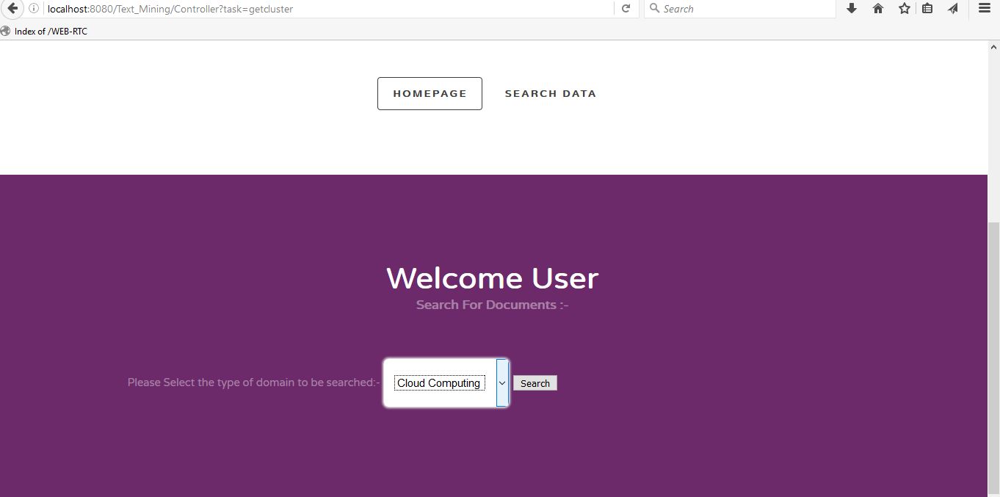 localhost:8080/Text_Mining/Controller?task=getcluster
Search
Index of /WEB-RTC
HOMEPAGE SEARCH DATA
Welcome User
Search For Documents :-
Please Select the type of domain to be searched:- Cloud Computing Search